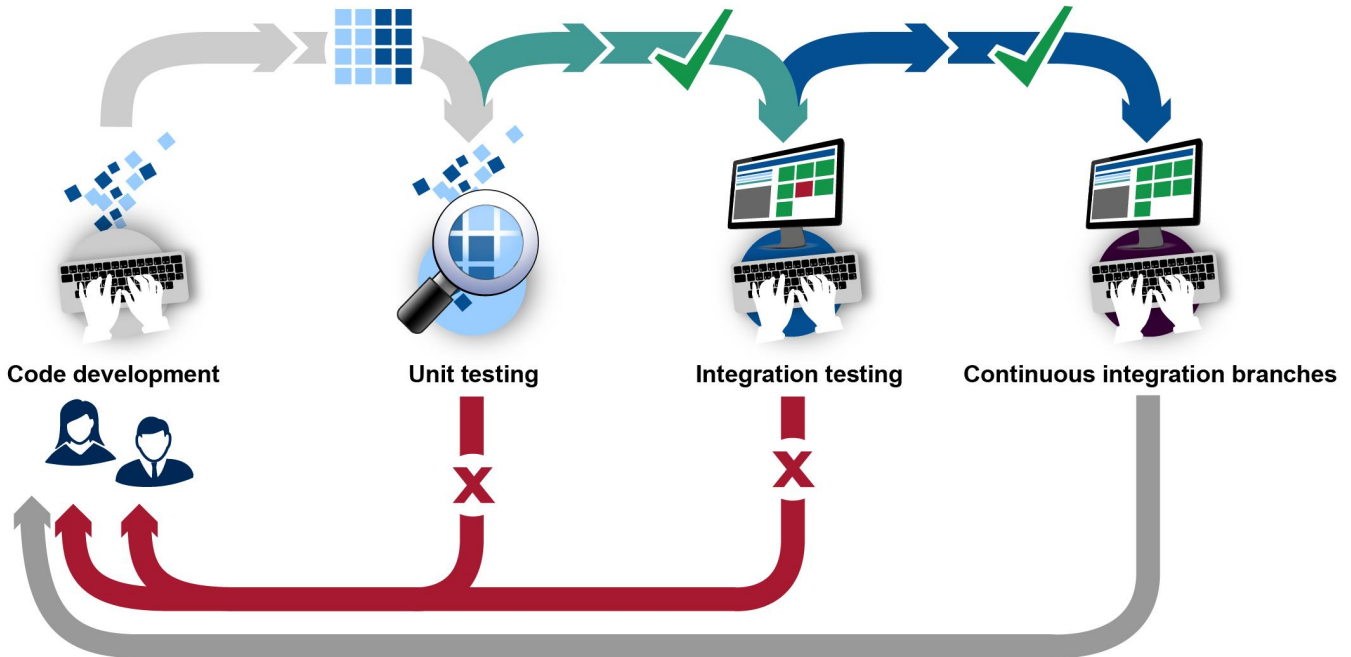 Code development
Unit testing
Integration testing
Continuous integration branches
X
X